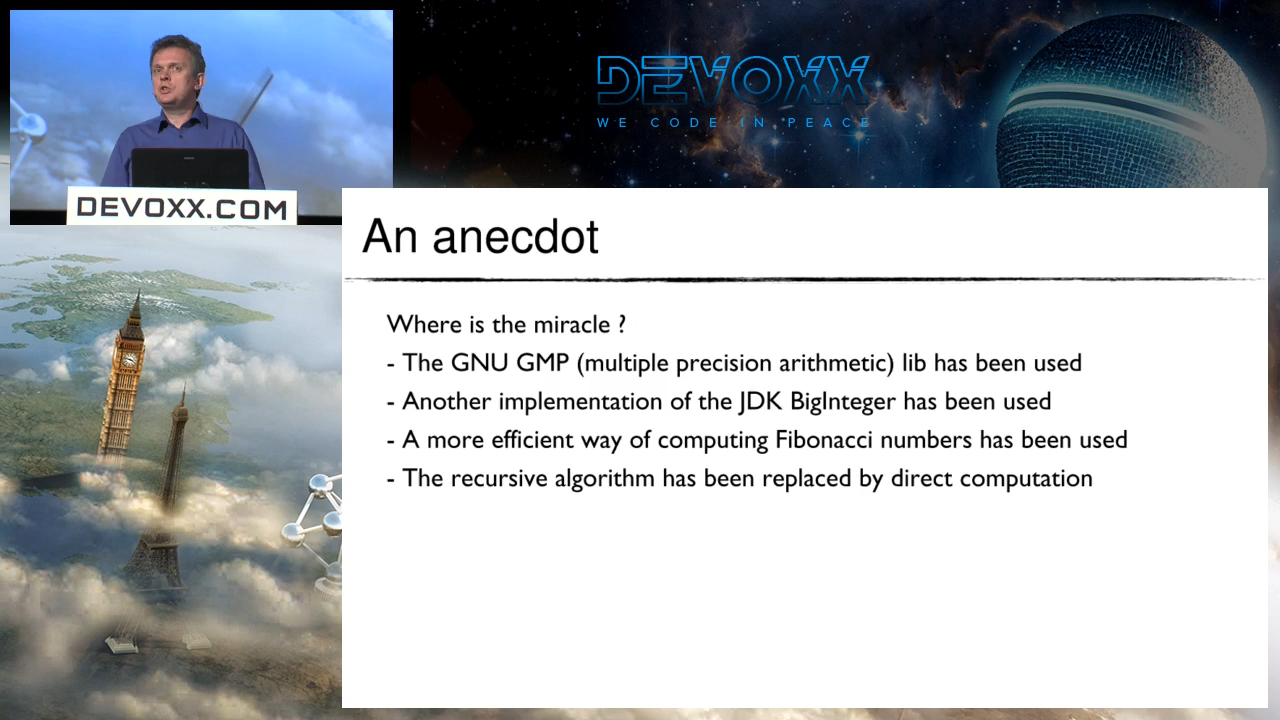 DEVOXX
WE CODE IN PEACE
DEVOXX.COM
An anecdot
Where is the miracle ?
- The GNU GMP (multiple precision arithmetic) lib has been used
- Another implementation of the JDK BigInteger has been used
- A more efficient way of computing Fibonacci numbers has been used
- The recursive algorithm has been replaced by direct computation